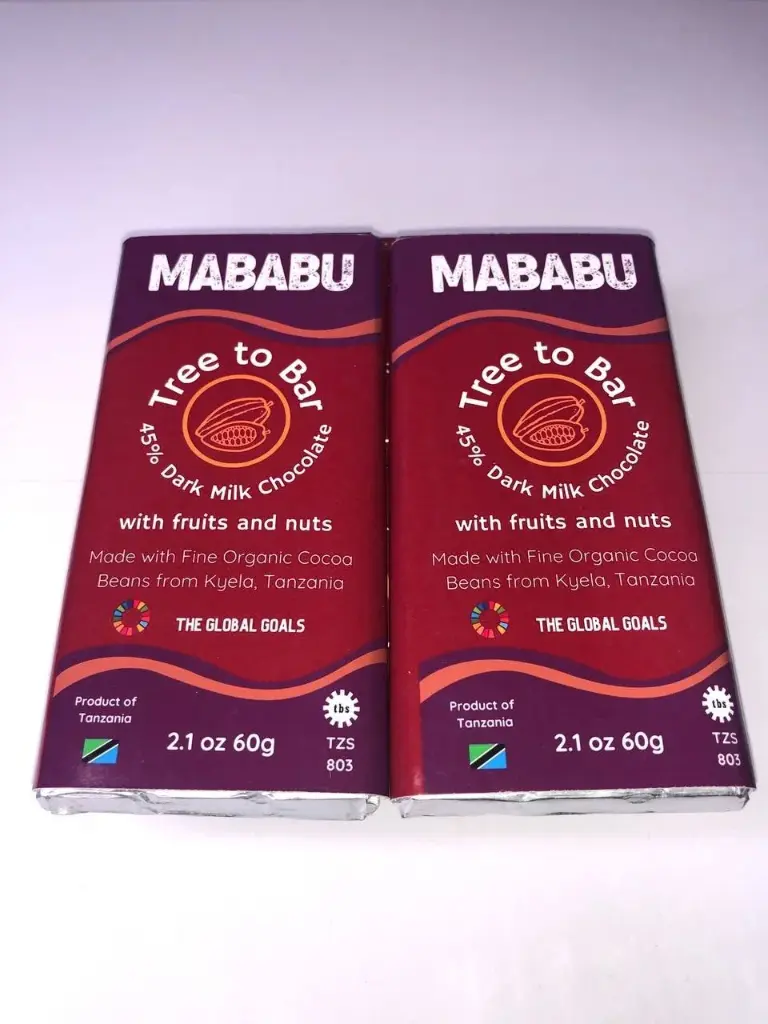 MABABU
Tree to Bar
45% Dark Milk Chocolate
with fruits and nuts
Made with Fine Organic Cocoa
Beans from Kyela, Tanzania
THE GLOBAL GOALS
Product of
Tanzania
2.1 oz 60g
tbs
TZS
803
MABABU
Tree to Bar
45% Dark Milk Chocolate
with fruits and nuts
Made with Fine Organic Cocoa
Beans from Kyela, Tanzania
THE GLOBAL GOALS
Product of
Tanzania
2.1 oz 60g
tbs
TZS
803